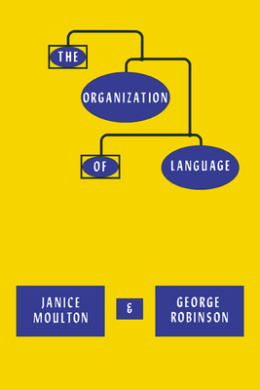 THE
ORGANIZATION
OF
LANGUAGE
JANICE
MOULTON
&
GEORGE
ROBINSON